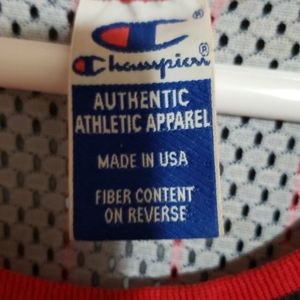 ®
Champion ®
AUTHENTIC
ATHLETIC APPAREL
MADE IN USA
FIBER CONTENT
ON REVERSE